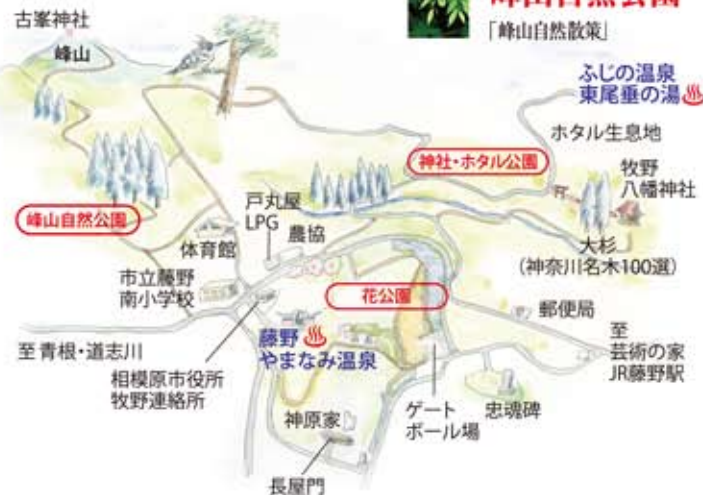 峰山自然公園
「峰山自然散策」
古峯神社
峰山
ふじの温泉
東尾垂の湯
ホタル生息地
神社・ホタル公園
牧野
八幡神社
大杉
(神奈川名木100選)
峰山自然公園
戸丸屋
LPG
農協
体育館
市立藤野
南小学校
花公園
郵便局
藤野
やまなみ温泉
至
芸術の家
JR藤野駅
至青根・道志川
相模原市役所
牧野連絡所
神原家
ゲート
ボール場
忠魂碑
長屋門